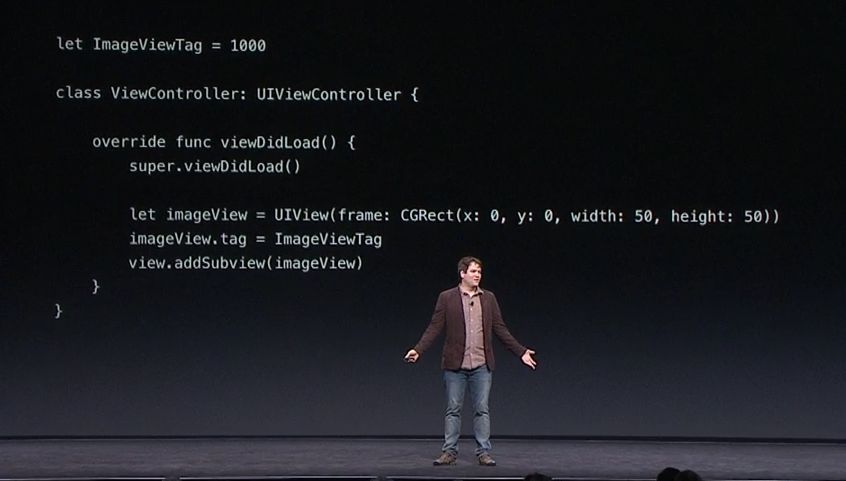 let ImageViewTag = 1000
class ViewController: UIViewController {
override func viewDidLoad() {
super.viewDidLoad()
let imageView = UIView(frame: CGRect(x: 0, y: 0, width: 50, height: 50))
imageView.tag = ImageViewTag
view.addSubview(imageView)
}
}